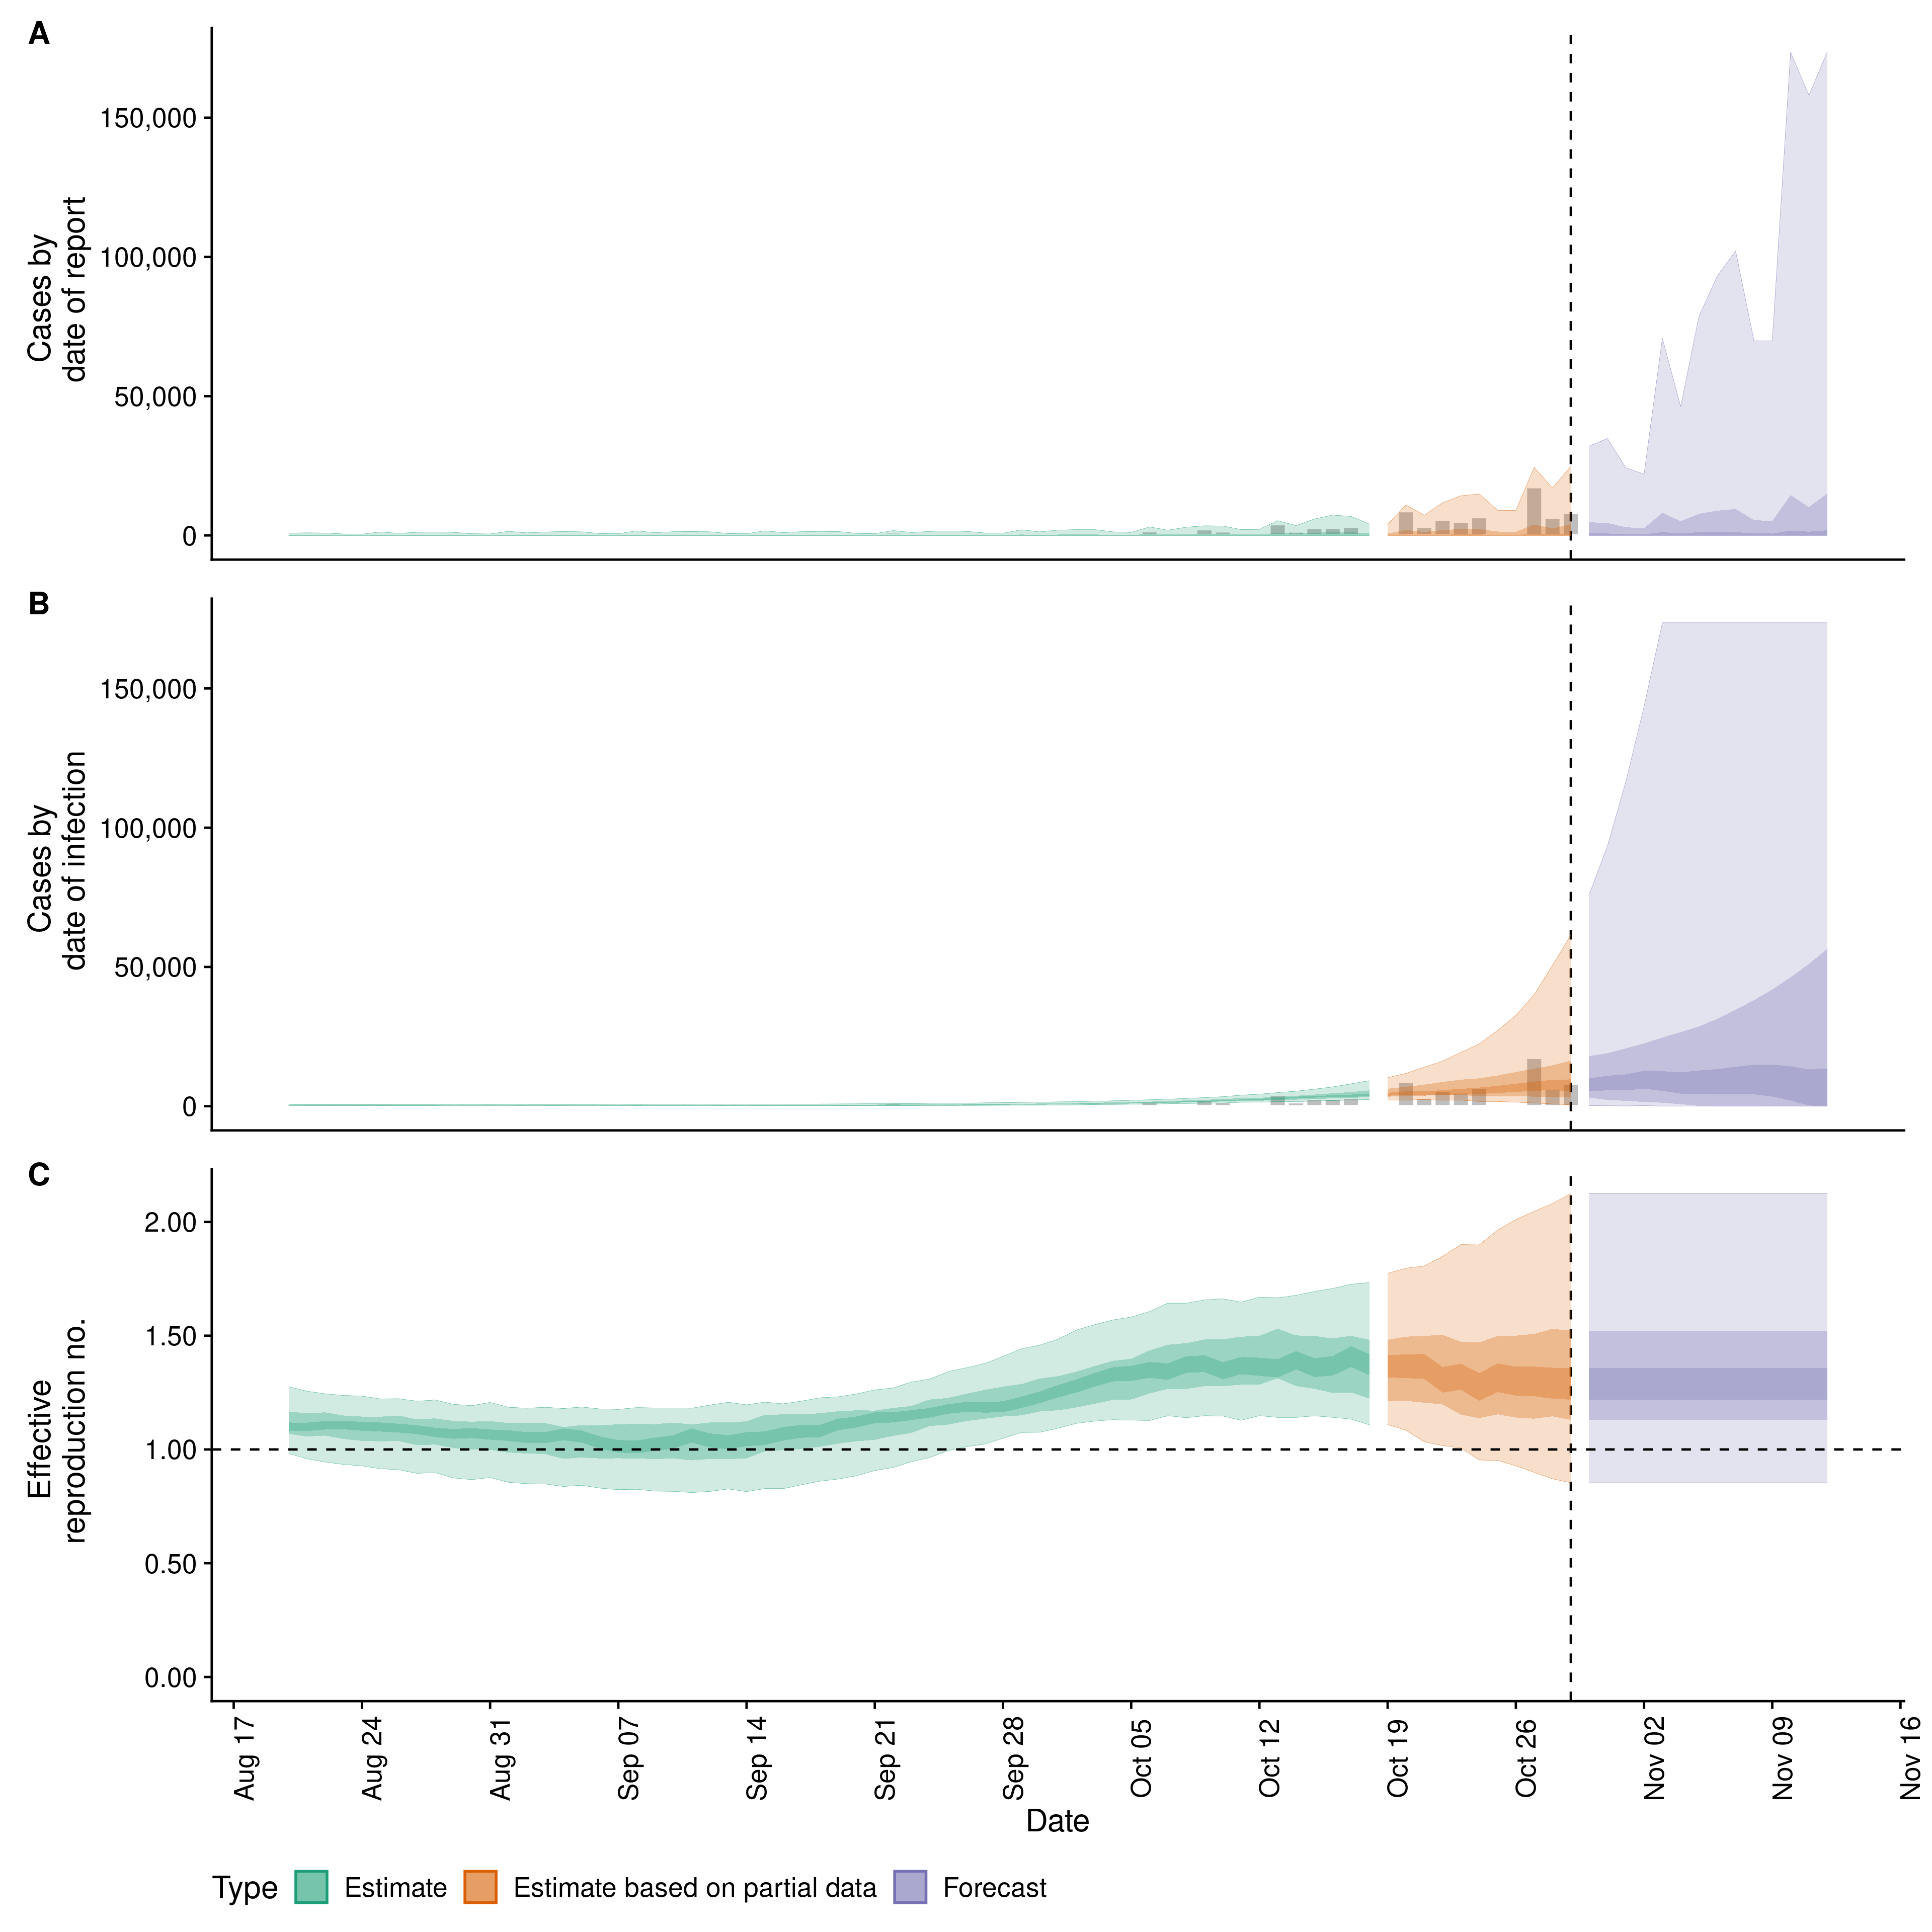 A
Cases by
date of report
150,000
100,000
50,000
0
B
Cases by
date of infection
150,000
100,000
50,000
0
C
Effective
reproduction no.
2.00
1.50
1.00
0.50
0.00
Aug 17
Aug 24
Aug 31
Sep 07
Sep 14
Sep 21
Sep 28
Oct 05
Oct 12
Oct 19
Oct 26
Nov 02
Nov 09
Nov 16
Date
Type Estimate Estimate based on partial data Forecast